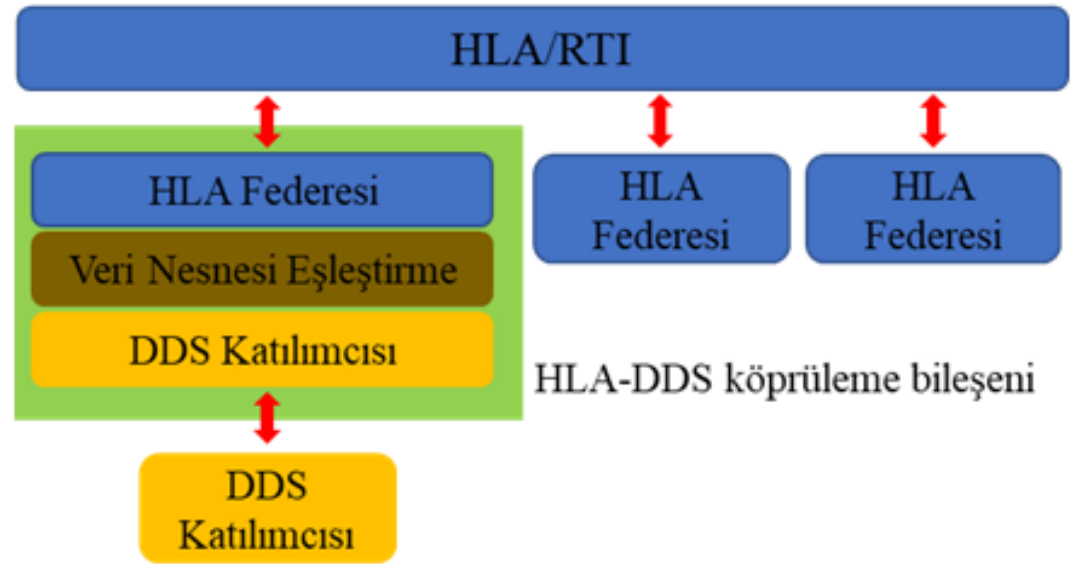 HLA/RTI
HLA Federesi
Veri Nesnesi Eşleştirme
DDS Katılımcısı
HLA
Federesi
HLA
Federesi
HLA-DDS köprüleme bileşeni
DDS
Katılımcısı